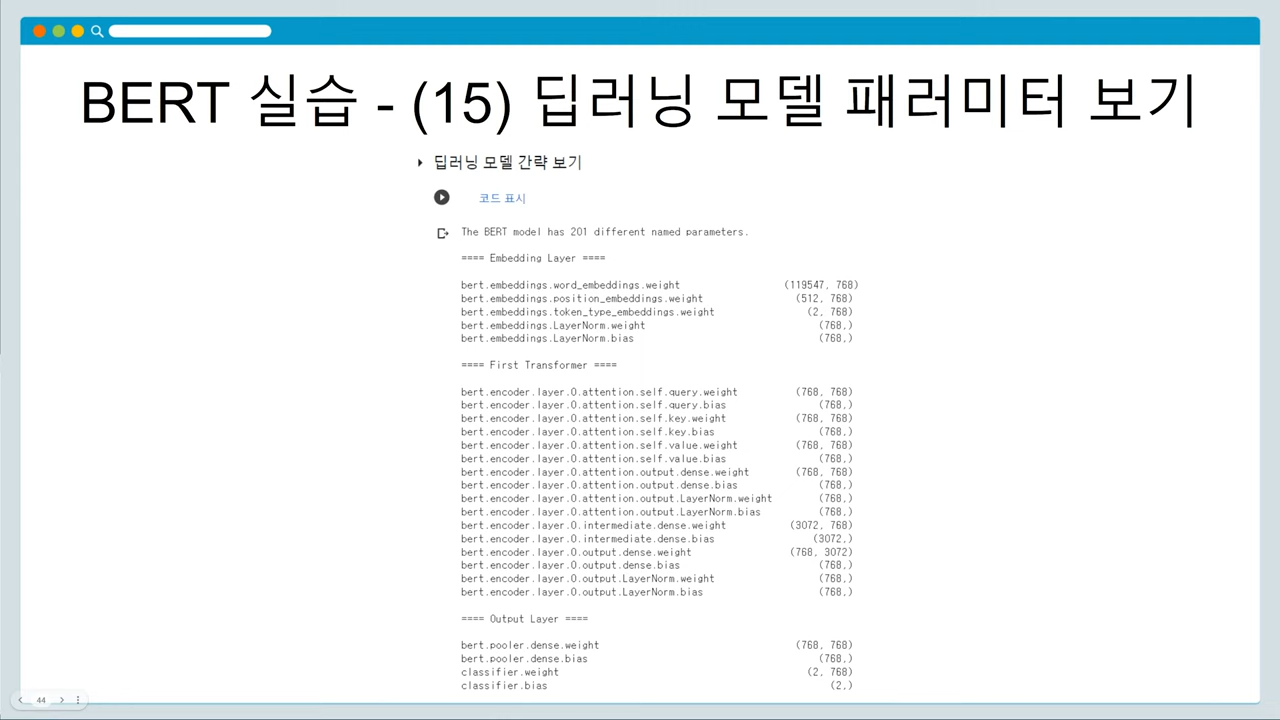 BERT 실습 - (15) 딥러닝 모델 패러미터 보기
딥러닝 모델 간략 보기
코드 표시
The BERT model has 201 different named parameters.
==== Embedding Layer ====
bert.embeddings.word_embeddings.weight (119547, 768)
bert.embeddings.position_embeddings.weight (512, 768)
bert.embeddings.token_type_embeddings.weight (2, 768)
bert.embeddings.LayerNorm.weight (768,)
bert.embeddings.LayerNorm.bias (768,)
==== First Transformer ====
bert.encoder.layer.0.attention.self.query.weight (768, 768)
bert.encoder.layer.0.attention.self.query.bias (768,)
bert.encoder.layer.0.attention.self.key.weight (768, 768)
bert.encoder.layer.0.attention.self.key.bias (768,)
bert.encoder.layer.0.attention.self.value.weight (768, 768)
bert.encoder.layer.0.attention.self.value.bias (768,)
bert.encoder.layer.0.attention.output.dense.weight (768, 768)
bert.encoder.layer.0.attention.output.dense.bias (768,)
bert.encoder.layer.0.attention.output.LayerNorm.weight (768,)
bert.encoder.layer.0.attention.output.LayerNorm.bias (768,)
bert.encoder.layer.0.intermediate.dense.weight (3072, 768)
bert.encoder.layer.0.intermediate.dense.bias (3072,)
bert.encoder.layer.0.output.dense.weight (768, 3072)
bert.encoder.layer.0.output.dense.bias (768,)
bert.encoder.layer.0.output.LayerNorm.weight (768,)
bert.encoder.layer.0.output.LayerNorm.bias (768,)
==== Output Layer ====
bert.pooler.dense.weight (768, 768)
bert.pooler.dense.bias (768,)
classifier.weight (2, 768)
classifier.bias (2,)
44